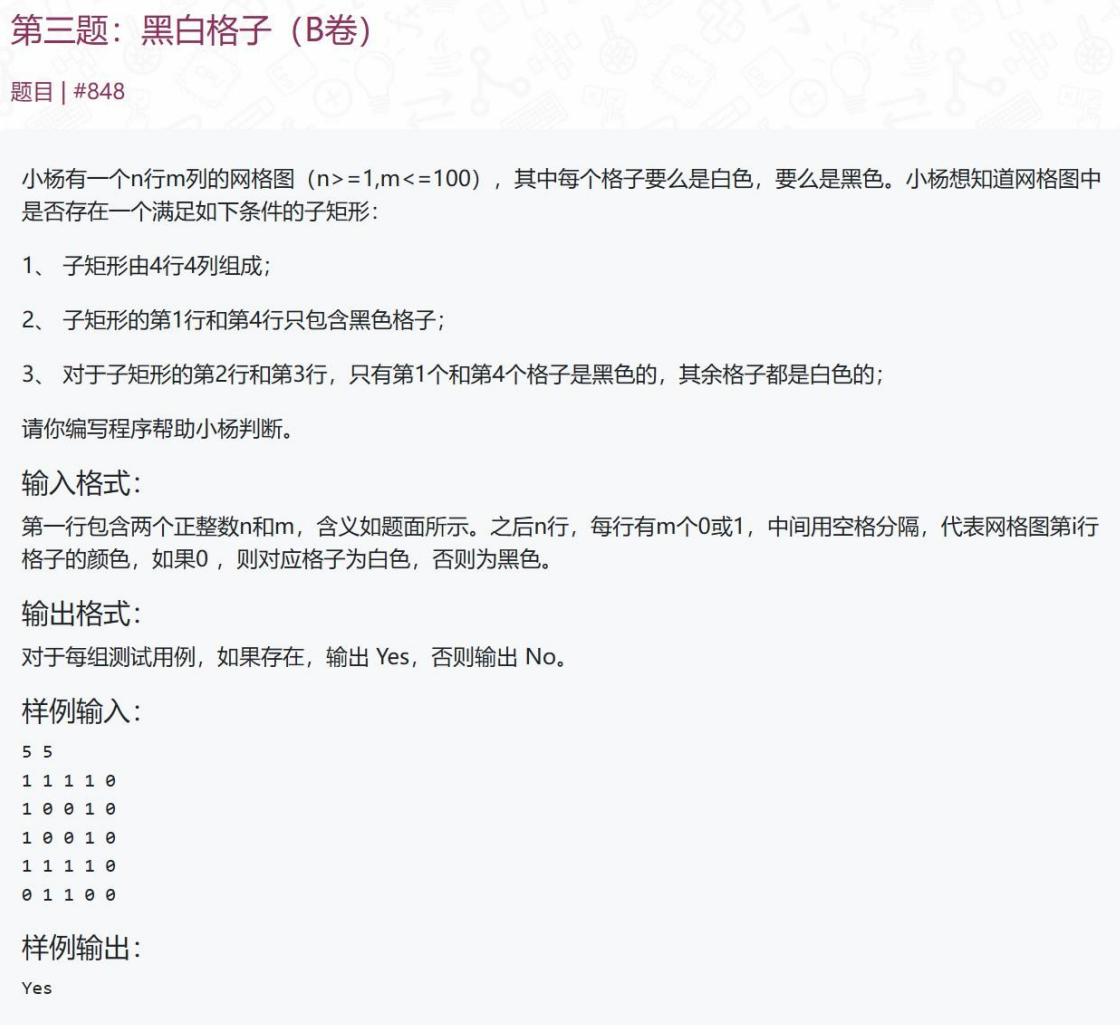 第三题：黑白格子（B卷）
题目 | #848
小杨有一个n行m列的网格图（n>=1,m<=100），其中每个格子要么是白色，要么是黑色。小杨想知道网格图中
是否存在一个满足如下条件的子矩形：
1、 子矩形由4行4列组成；
2、 子矩形的第1行和第4行只包含黑色格子；
3、 对于子矩形的第2行和第3行，只有第1个和第4个格子是黑色的，其余格子都是白色的；
请你编写程序帮助小杨判断。
输入格式：
第一行包含两个正整数n和m，含义如题面所示。之后n行，每行有m个0或1，中间用空格分隔，代表网格图第i行
格子的颜色，如果0 ，则对应格子为白色，否则为黑色。
输出格式：
对于每组测试用例，如果存在，输出 Yes，否则输出 No。
样例输入：
5 5
1 1 1 1 0
1 0 0 1 0
1 0 0 1 0
1 1 1 1 0
0 1 1 0 0
样例输出：
Yes